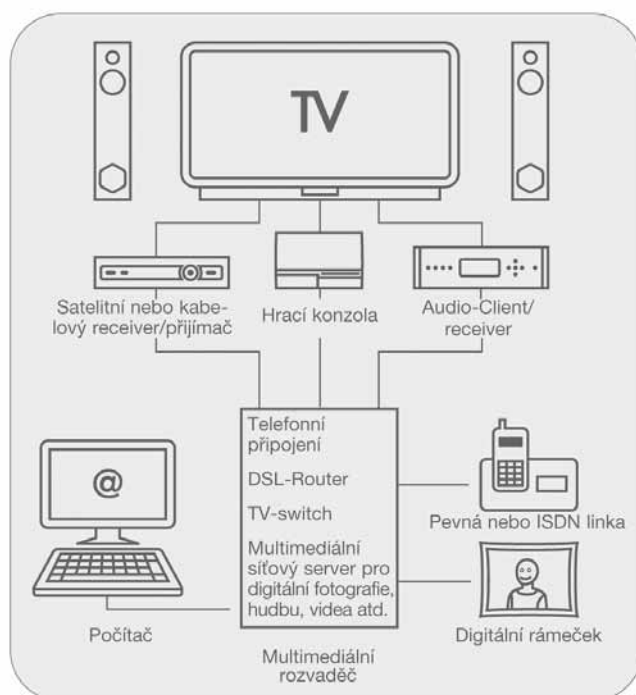 TV
Satelitní nebo kabe-
lový receiver/přijímač
Hrací konzola
Audio-Client/
receiver
Telefonní
připojení
DSL-Router
TV-switch
Multimediální
síťový server pro
digitální fotografie,
hudbu, videa atd.
@
Počítač
Pevná nebo ISDN linka
Digitální rámeček
Multimediální
rozvaděč